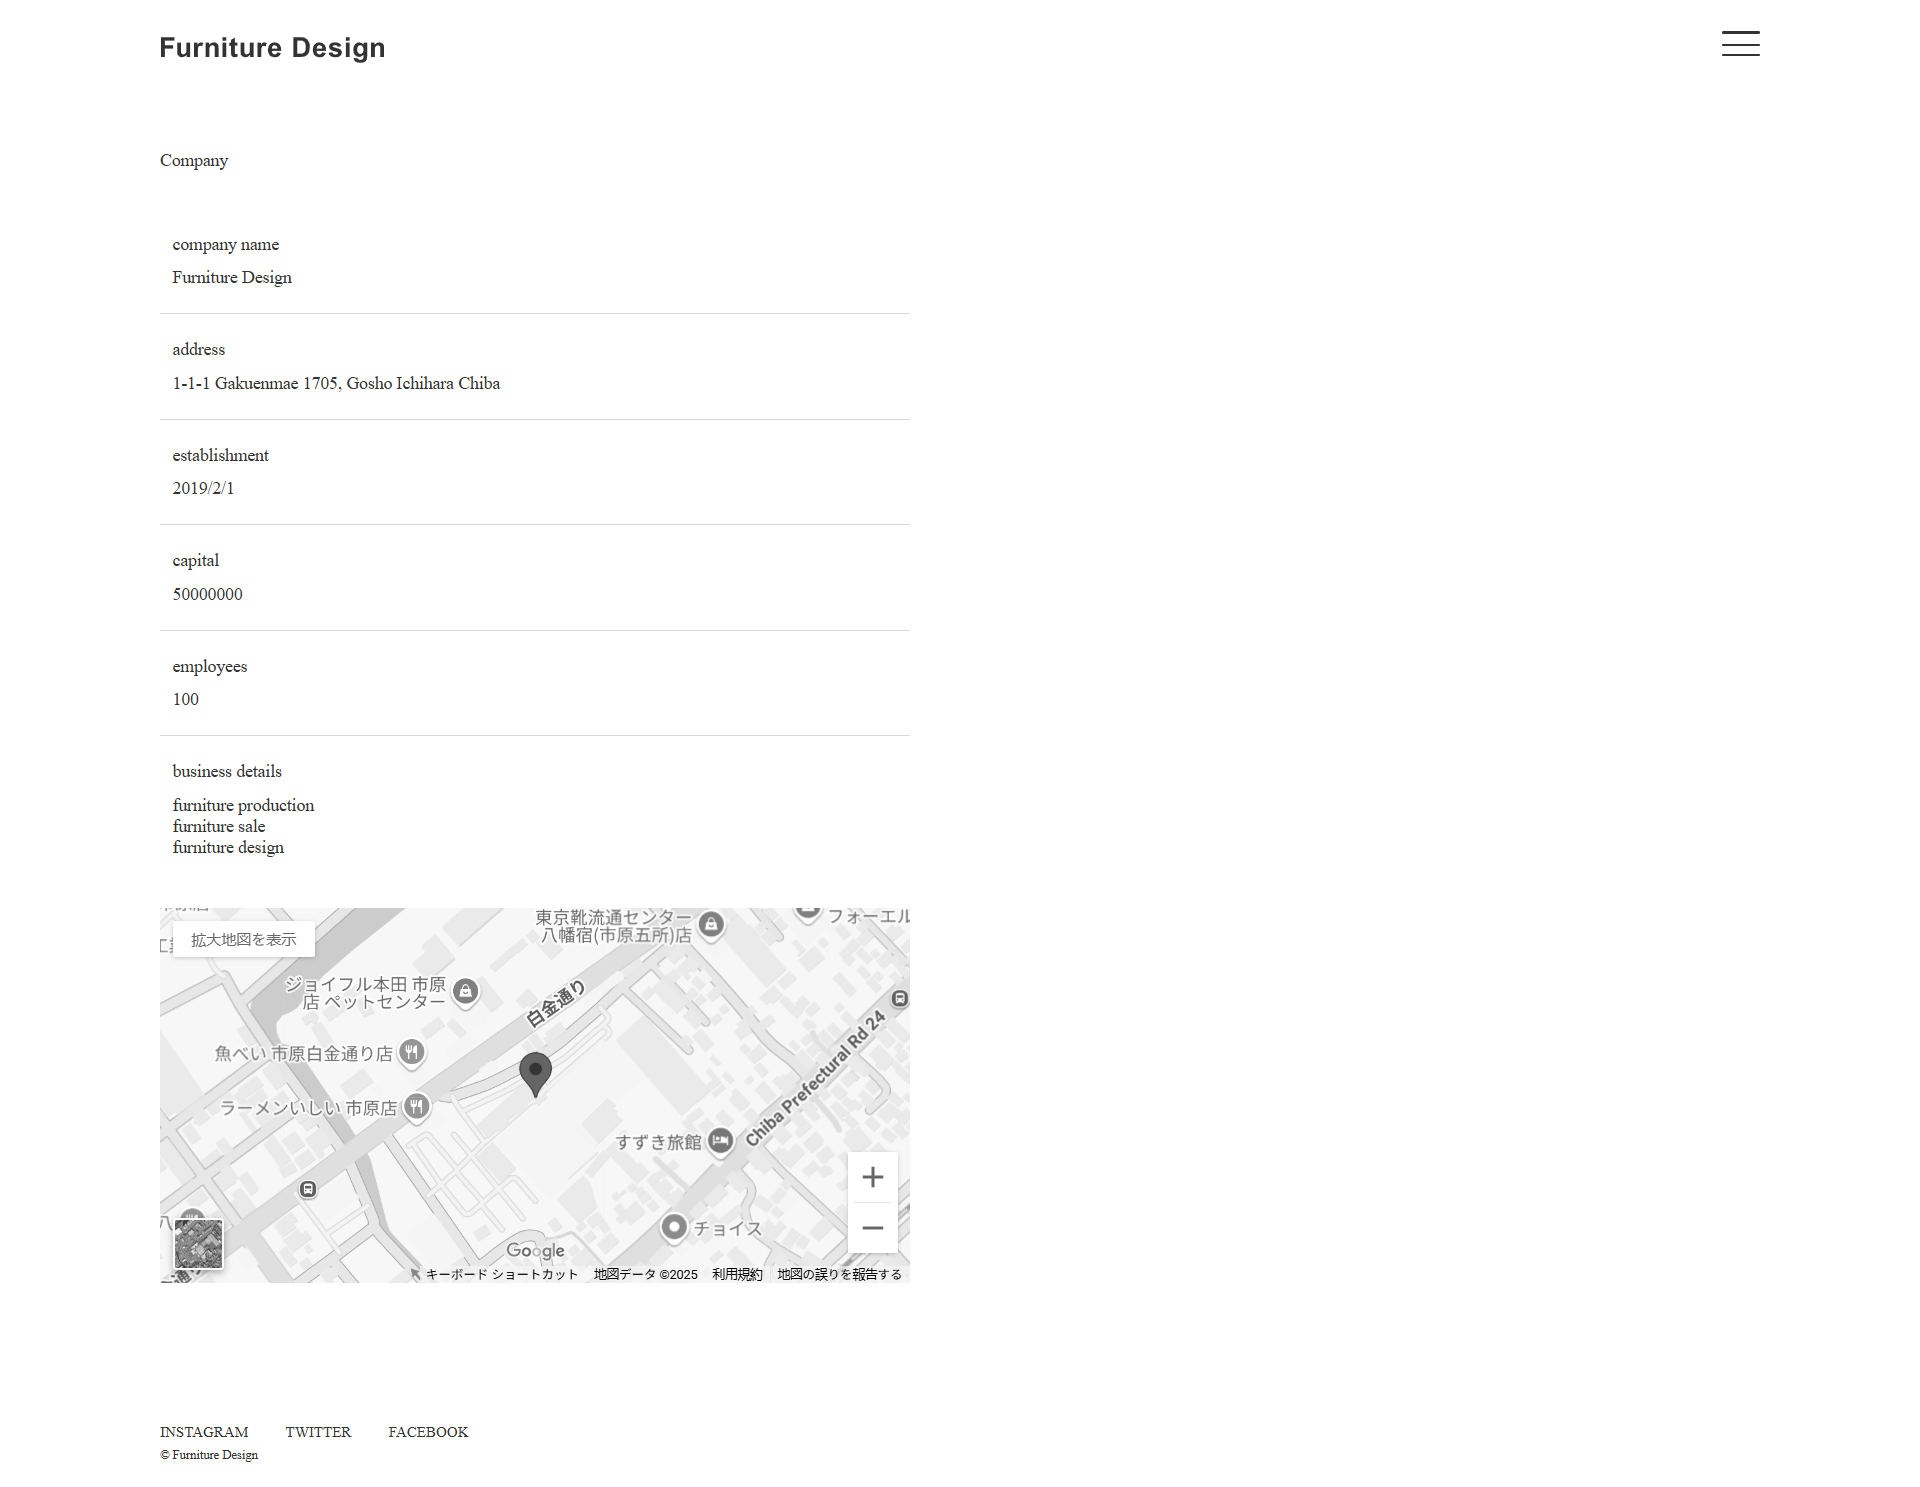 Furniture Design
Company
company name
Furniture Design
address
1-1-1 Gakuenmae 1705, Gosho Ichihara Chiba
establishment
2019/2/1
capital
50000000
employees
100
business details
furniture production
furniture sale
furniture design
拡大地図を表示
東京靴流通センター
八幡宿(市原五所)店
フォーエル
ジョイフル本田 市原
店 ペットセンター
白金通り
魚べい 市原白金通り店
ラーメンいしい 市原店
Chiba Prefectural Rd 24
すずき旅館
チョイス
Google
キーボード ショートカット
地図データ ©2025
利用規約
地図の誤りを報告する
INSTAGRAM
TWITTER
FACEBOOK
© Furniture Design